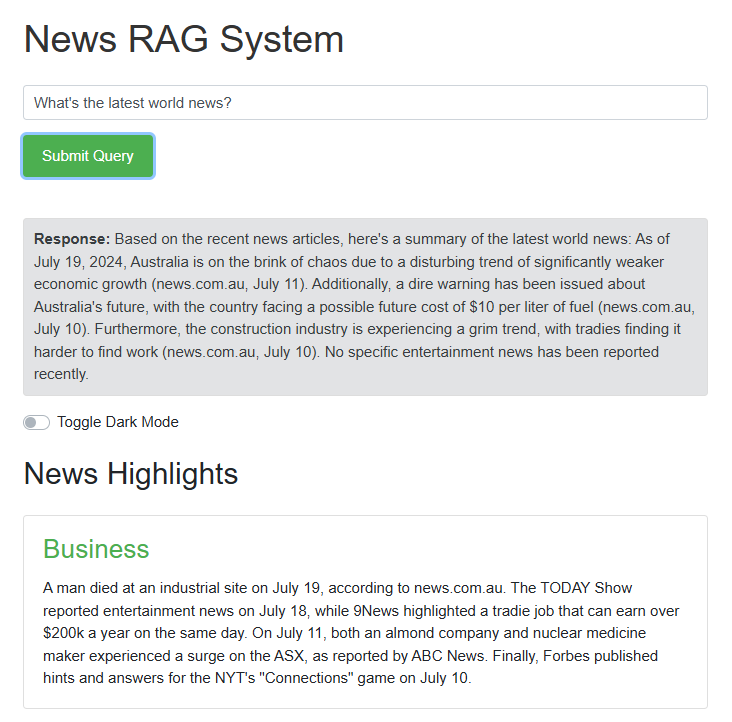 News RAG System
What's the latest world news?
Submit Query
Response: Based on the recent news articles, here's a summary of the latest world news: As of
July 19, 2024, Australia is on the brink of chaos due to a disturbing trend of significantly weaker
economic growth (news.com.au, July 11). Additionally, a dire warning has been issued about
Australia's future, with the country facing a possible future cost of $10 per liter of fuel (news.com.au,
July 10). Furthermore, the construction industry is experiencing a grim trend, with tradies finding it
harder to find work (news.com.au, July 10). No specific entertainment news has been reported
recently.
Toggle Dark Mode
News Highlights
Business
A man died at an industrial site on July 19, according to news.com.au. The TODAY Show
reported entertainment news on July 18, while 9News highlighted a tradie job that can earn over
$200k a year on the same day. On July 11, both an almond company and nuclear medicine
maker experienced a surge on the ASX, as reported by ABC News. Finally, Forbes published
hints and answers for the NYT's "Connections" game on July 10.